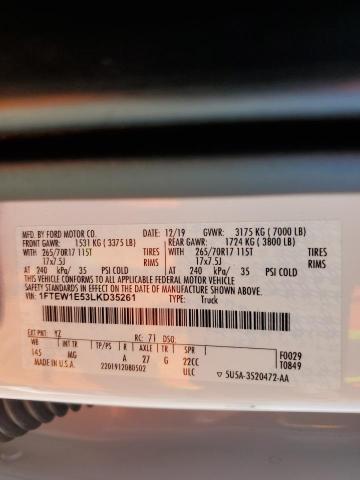 MFD. BY FORD MOTOR CO.
DATE: 12/19 GVWR: 3175 KG (7000 LB)
FRONT GAWR: 1531 KG (3375 LB) REAR GAWR: 1724 KG (3800 LB)
WITH 265/70R17 115T TIRES WITH 265/70R17 115T TIRES
17x7.5J RIMS 17x7.5J RIMS
AT 240 kPa/ 35 PSI COLD AT 240 kPa/ 35 PSI COLD
THIS VEHICLE CONFORMS TO ALL APPLICABLE FEDERAL MOTOR VEHICLE
SAFETY STANDARDS IN EFFECT ON THE DATE OF MANUFACTURE SHOWN ABOVE.
VIN: 1FTEW1E53LKD35261 TYPE: Truck
EXT PNT: YZ RC: 71 DSO:
WB INT TR TP/PS R AXLE TR SPR F0029
145 MG A 27 G 22CC T0849
MADE IN U.S.A. 2201912080502 ULC ▽5U5A-3520472-AA